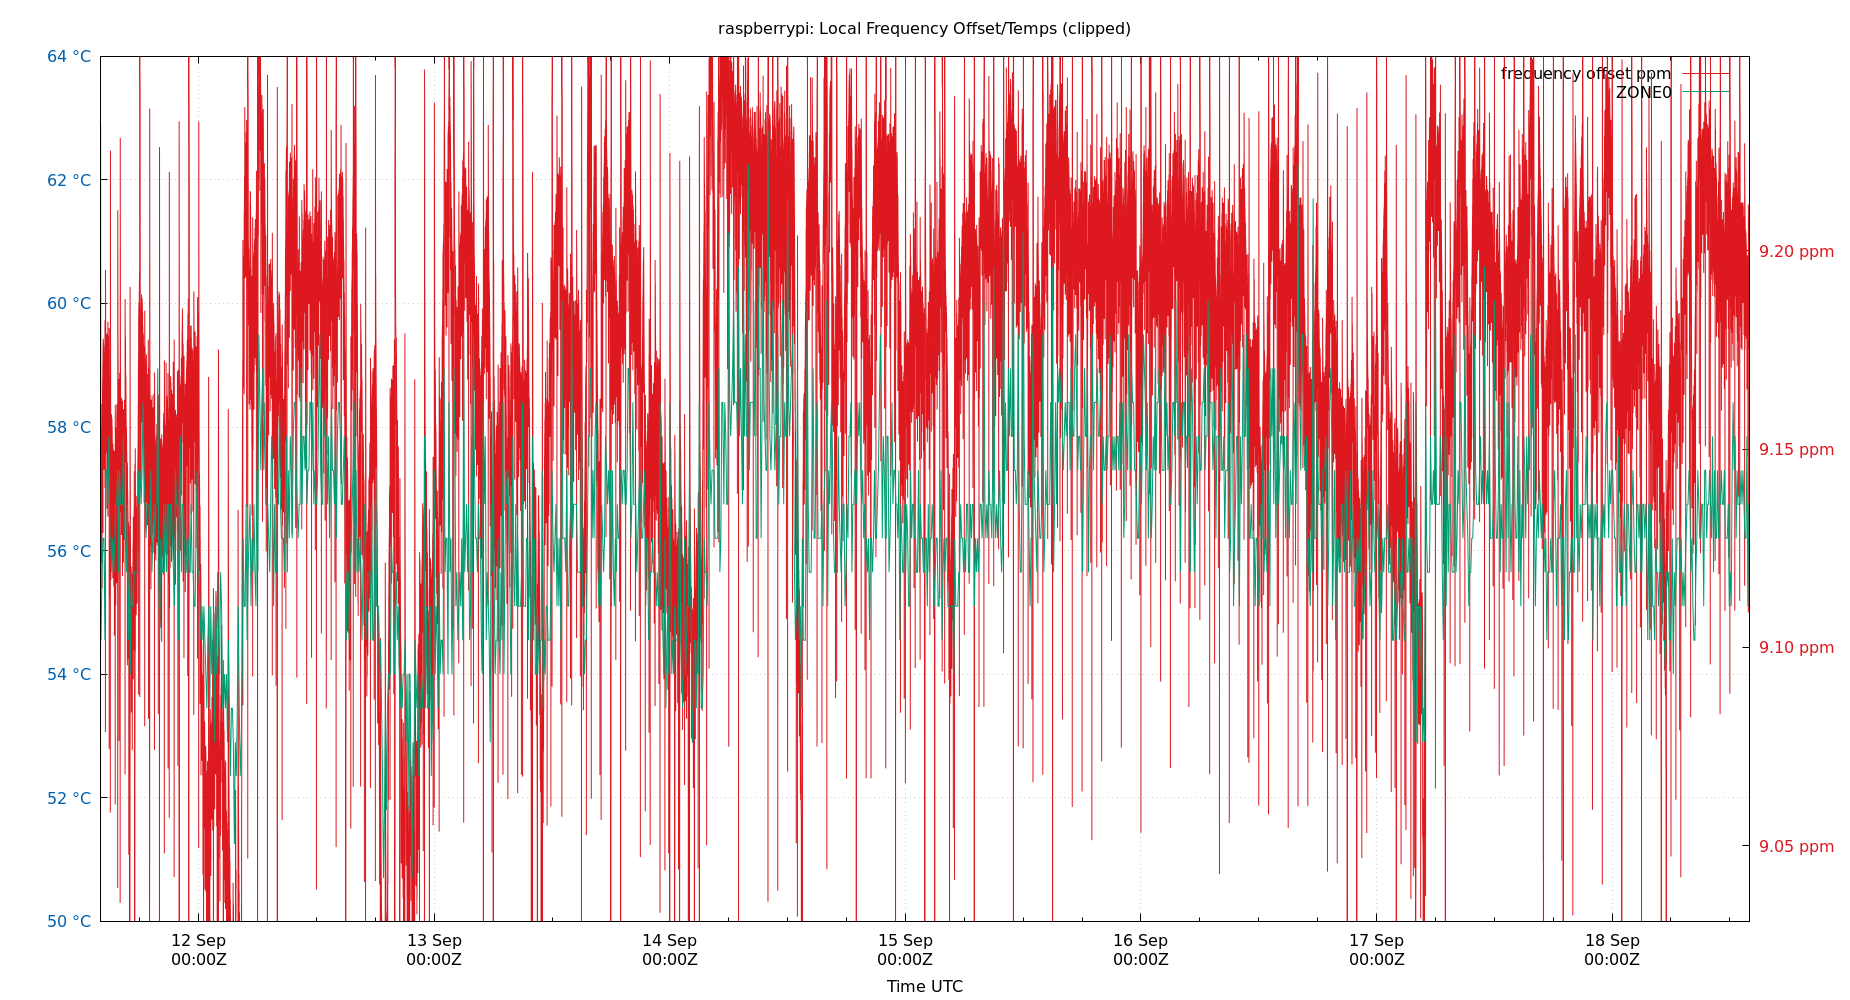 raspberrypi: Local Frequency Offset/Temps (clipped)
64 °C
62 °C
60 °C
58 °C
56 °C
54 °C
52 °C
50 °C
frequency offset ppm
ZONE0
9.20 ppm
9.15 ppm
9.10 ppm
9.05 ppm
12 Sep
00:00Z
13 Sep
00:00Z
14 Sep
00:00Z
15 Sep
00:00Z
16 Sep
00:00Z
17 Sep
00:00Z
18 Sep
00:00Z
Time UTC